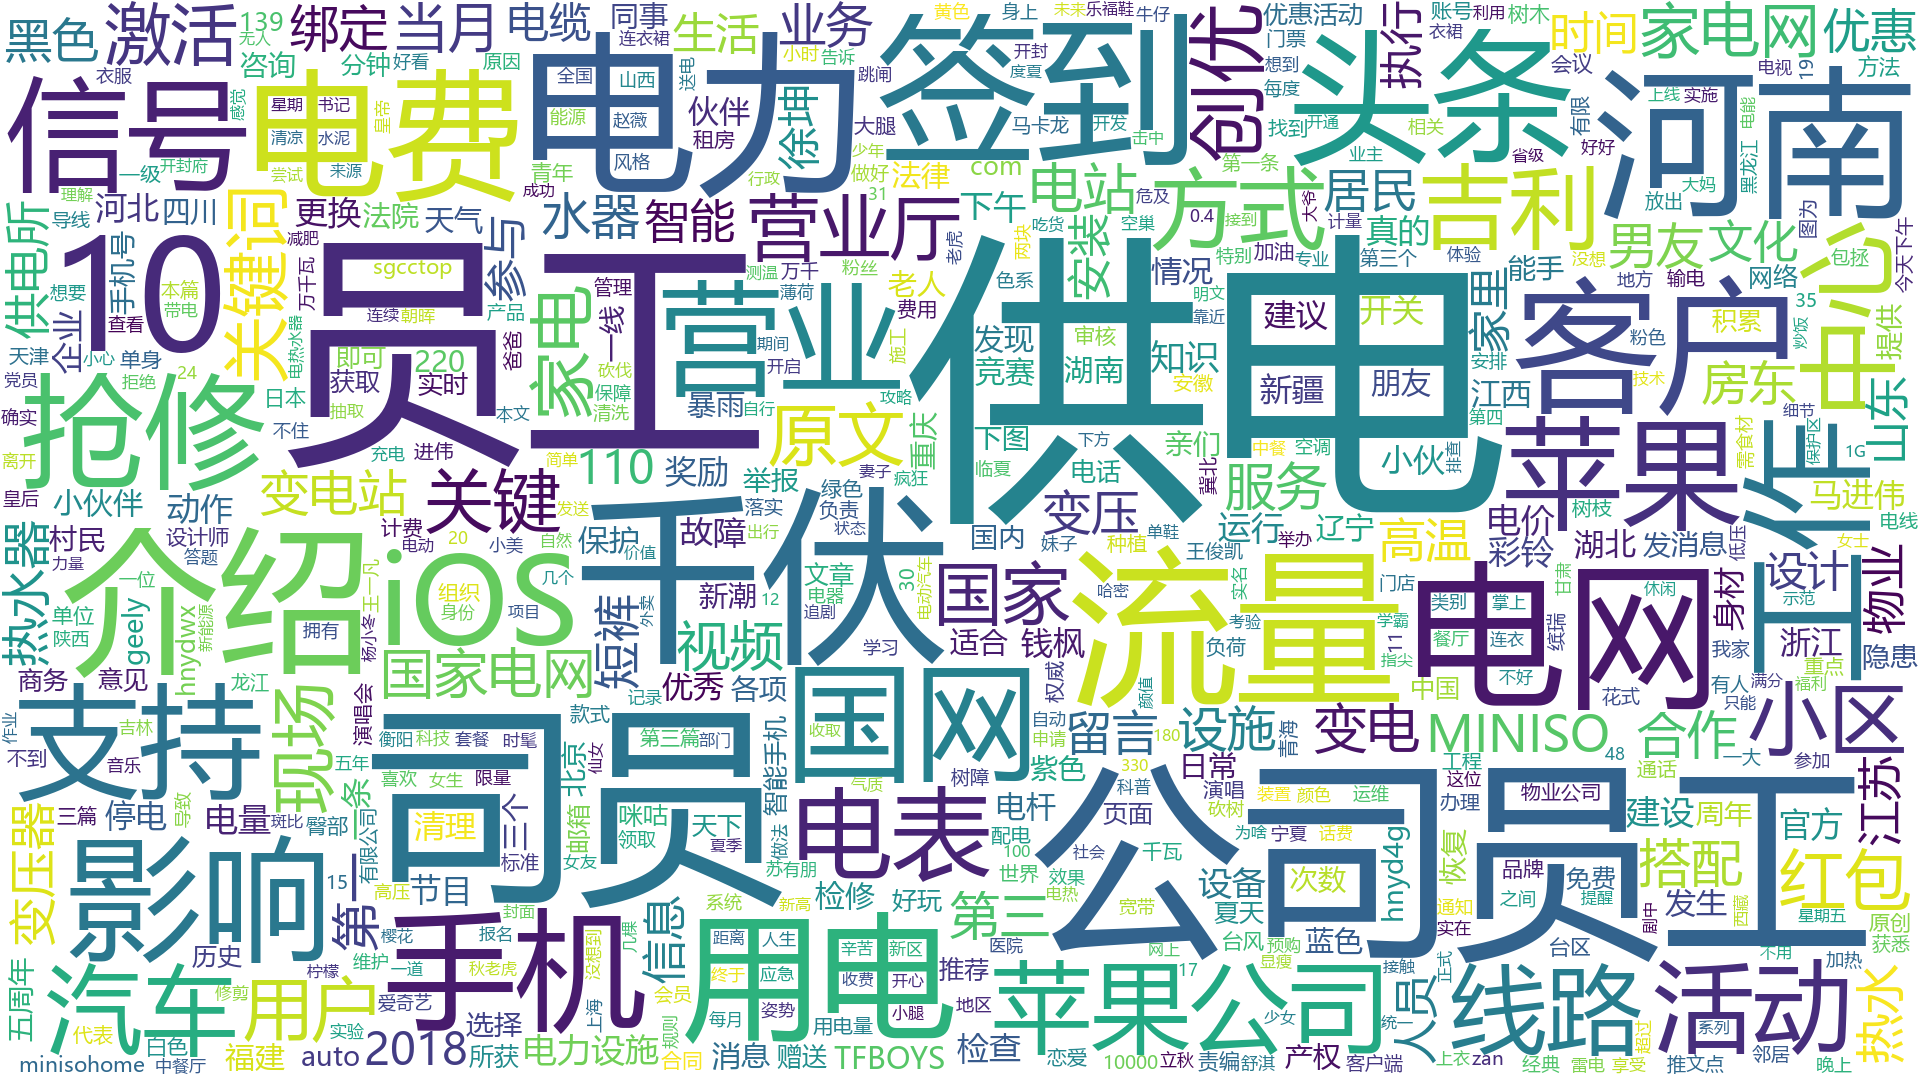 黑色
激活
139
无人
绑定
当月
电缆
同事
连衣裙
生活
业务
黄色
签到
身上
未来
乐福鞋
牛仔
创优
优惠活动
账号
利用
树木
时间
家电网
优惠
信号
衣服
感觉
咨询
电费
分钟
好看
原因
电力
全国
山西
送电
小时
告诉
跳闸
开封
度夏
门票
衣裙
头条
执行
会议
电视
19
方法
河南
星期
书记
皇帝
清凉
水泥
尝试
来源
能源
赵薇
风格
伙伴
租房
徐坤
大腿
少年
马卡龙
开发
击中
想到
每度
找到
开通
相关
有限
上线
实施
电能
一级
开封府
理解
青年
成功
行政
做好
法律
com
31
电站
危及
第一条
方式
业主
居民
省级
吉利
好好
大妈
黑龙江
放出
供电所
导线
河北
四川
关键词
更换
法院
天气
参与
水器
智能
营业厅
下午
老虎
吃货
两块
空巢
0.4
接到
大爷
计量
真的
男友
文化
图为
中心
包拯
今天下午
10
手机号
想要
减肥
万千瓦
本篇
带电
sgcctop
员工
产品
家电
管理
一线
测温
万千
粉丝
薄荷
营业
老人
费用
色系
供电
安装
明文
靠近
情况
特别
专业
加油
第三个
体验
家里
能手
没想
地方
输电
网络
客户
企业
查看
电热水器
连续
朝晖
爸爸
期间
开启
施工
发现
审核
建议
开关
粉色
积累
35
炒饭
提供
天津
小心
单身
即可
220
获取
实时
砍伐
保障
清洗
暴雨
自行
攻略
竞赛
湖南
知识
安徽
新疆
朋友
安排
江西
房东
技术
细节
山东
党员
拒绝
24
日本
抽取
本文
原文
重庆
下图
下方
亲们
第四
苹果
确实
抢修
不住
充电
进伟
简单
110
奖励
妻子
疯狂
临夏
电话
中餐
空调
小伙
排查
工作
需食材
保护区
1G
离开
皇后
小伙伴
动作
变电站
关键
发送
举报
落实
绿色
负责
千伏
国内
变压
单鞋
冀北
服务
树枝
马进伟
电线
热水器
村民
设计师
答题
计费
电动
20
小美
自然
保护
价值
故障
出行
状态
妹子
种植
运行
举办
辽宁
王俊凯
高温
电价
彩铃
湖北
发消息
低压
女士
力量
介绍
iOS
几个
新潮
文章
电器
30
国家
流量
哈密
实名
门店
电网
类别
掌上
甘肃
休闲
设计
示范
物业
单位
一位
陕西
geely
hnydwx
新能源
杨小冬
王一凡
拥有
组织
身份
项目
短裤
外卖
追剧
12
视频
学习
电动汽车
适合
钱枫
负荷
考验
学霸
11
指尖
餐厅
连衣
缤瑞
身材
浙江
我家
重点
隐患
商务
意见
龙江
国家电网
优秀
各项
国网
权威
颜值
中国
不好
花式
有人
满分
福利
只能
作业
支持
吉林
现场
演唱会
衡阳
科技
款式
套餐
时髦
记录
第三篇
部门
智能手机
收取
自动
申请
留言
180
设施
青海
变电
MINISO
48
合作
小区
不到
音乐
五年
司员
喜欢
女生
限量
北京
仙女
气质
树障
紫色
330
日常
工程
通话
一大
参加
变压器
三篇
导致
停电
电量
斑比
一条
臀部
有限公司
清理
三个
标准
邮箱
咪咕
领取
天下
夏季
做法
电表
电杆
配电
科普
页面
演唱
砍树
装置
颜色
运维
办理
这位
物业公司
建设
周年
官方
江苏
影响
15
高压
第一
节目
女友
苏有朋
100
世界
社会
公司员工
效果
电热
千瓦
为啥
宁夏
话费
设备
次数
hnyd4g
恢复
品牌
免费
之间
提醒
搭配
红包
历史
樱花
手机
封面
报名
没想到
几棵
信息
系统
新高
检修
好玩
第三
宽带
夏天
台风
预购
蓝色
通知
实在
台区
剧中
发生
西藏
星期五
原创
获悉
五周年
汽车
修剪
柠檬
用户
维护
一道
秋老虎
距离
人生
终于
应急
辛苦
新区
用电
收费
开心
医院
推荐
网上
17
显瘦
苹果公司
接触
人员
正式
线路
不用
活动
加热
热水
代表
白色
实验
爱奇艺
2018
选择
上海
会员
规则
每月
姿势
小腿
用电量
地区
少女
统一
超过
系列
minisohome
中餐厅
福建
auto
所获
电力设施
合同
消息
赠送
TFBOYS
检查
恋爱
10000
立秋
责编
舒淇
产权
客户端
上衣
zan
经典
雷电
享受
推文点
邻居
晚上